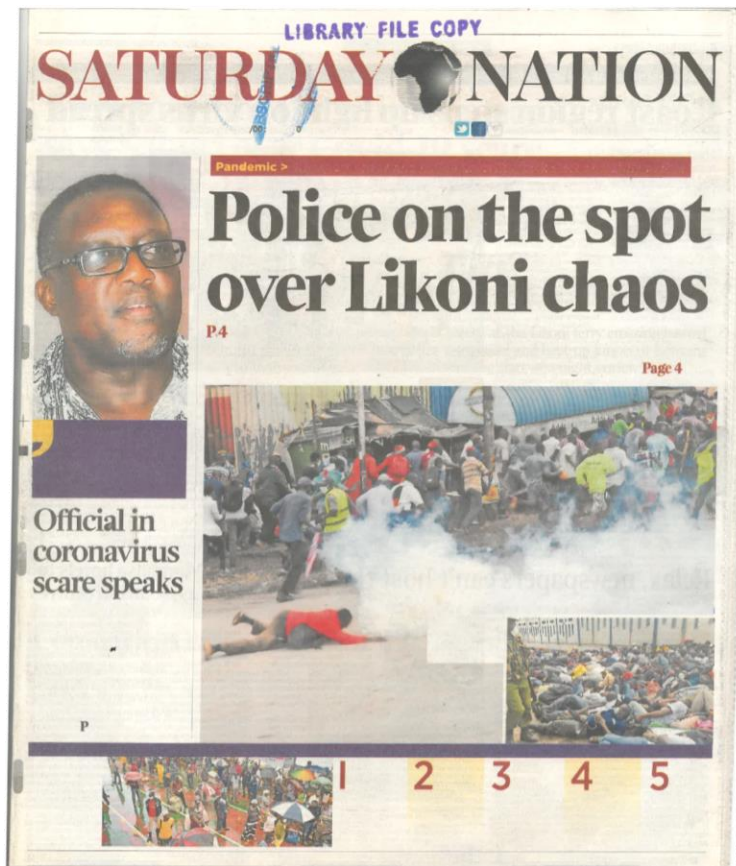 LIBRARY FILE COPY
SATURDAY NATION
Pandemic >
Police on the spot
over Likoni chaos
P.4
Page 4
Official in
coronavirus
scare speaks
P
1 2 3 4 5